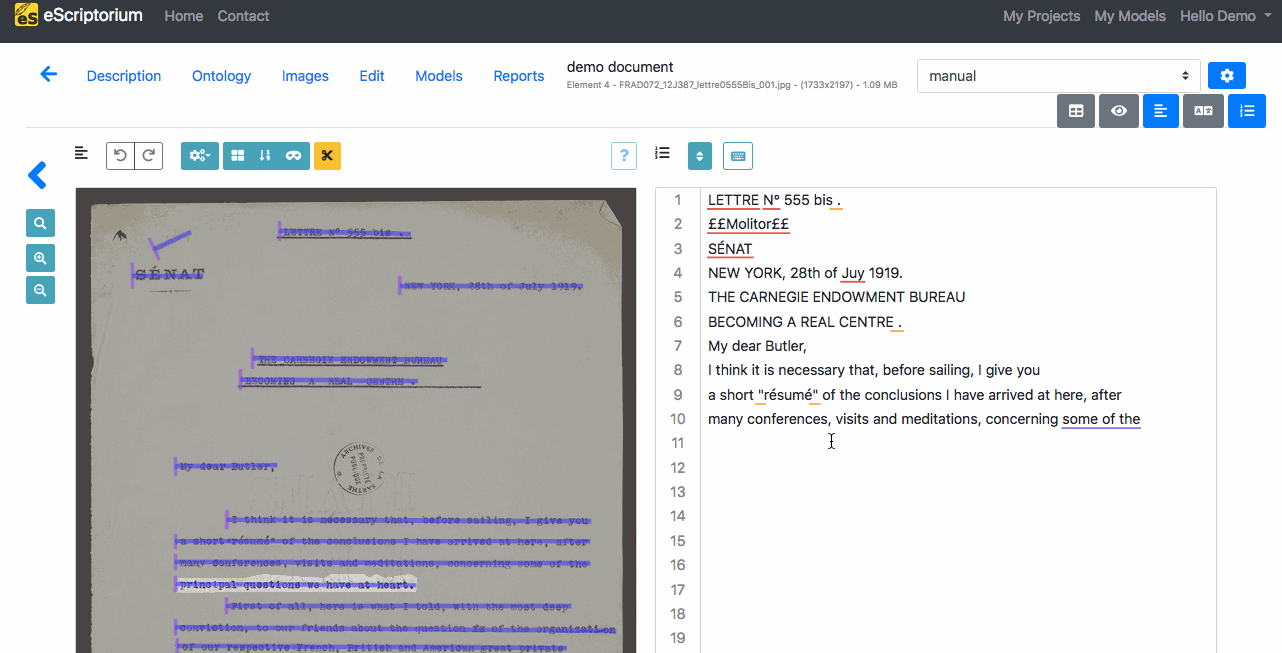 eScriptorium
Home
Contact
My Projects
My Models
Hello Demo
Description
Ontology
Images
Edit
Models
Reports
demo document
Element 4 - FRAD072_12J387_lettre0555Bis_001.jpg - (1733x2197) - 1.09 MB
manual
?
LETTRE Nº 555 bis .
SÉNAT
NEW YORK, 28th of July 1919.
THE CARNEGIE ENDOWMENT BUREAU
BECOMING A REAL CENTRE .
My dear Butler,
ARCHIVES DE LA SARTHE
PROPRIÉTÉ PUBLIQUE
I think it is necessary that, before sailing, I give you
a short "résumé" of the conclusions I have arrived at here, after
many conferences, visits and meditations, concerning some of the
principal questions we have at heart.
First of all, here is what I told, with the most deep
conviction, to our friends about the question fx of the organization
of our respective French, British and American great private
1 LETTRE Nº 555 bis .
2 ££Molitor££
3 SÉNAT
4 NEW YORK, 28th of Juy 1919.
5 THE CARNEGIE ENDOWMENT BUREAU
6 BECOMING A REAL CENTRE .
7 My dear Butler,
8 I think it is necessary that, before sailing, I give you
9 a short "résumé" of the conclusions I have arrived at here, after
10 many conferences, visits and meditations, concerning some of the
11
12
13
14
15
16
17
18
19